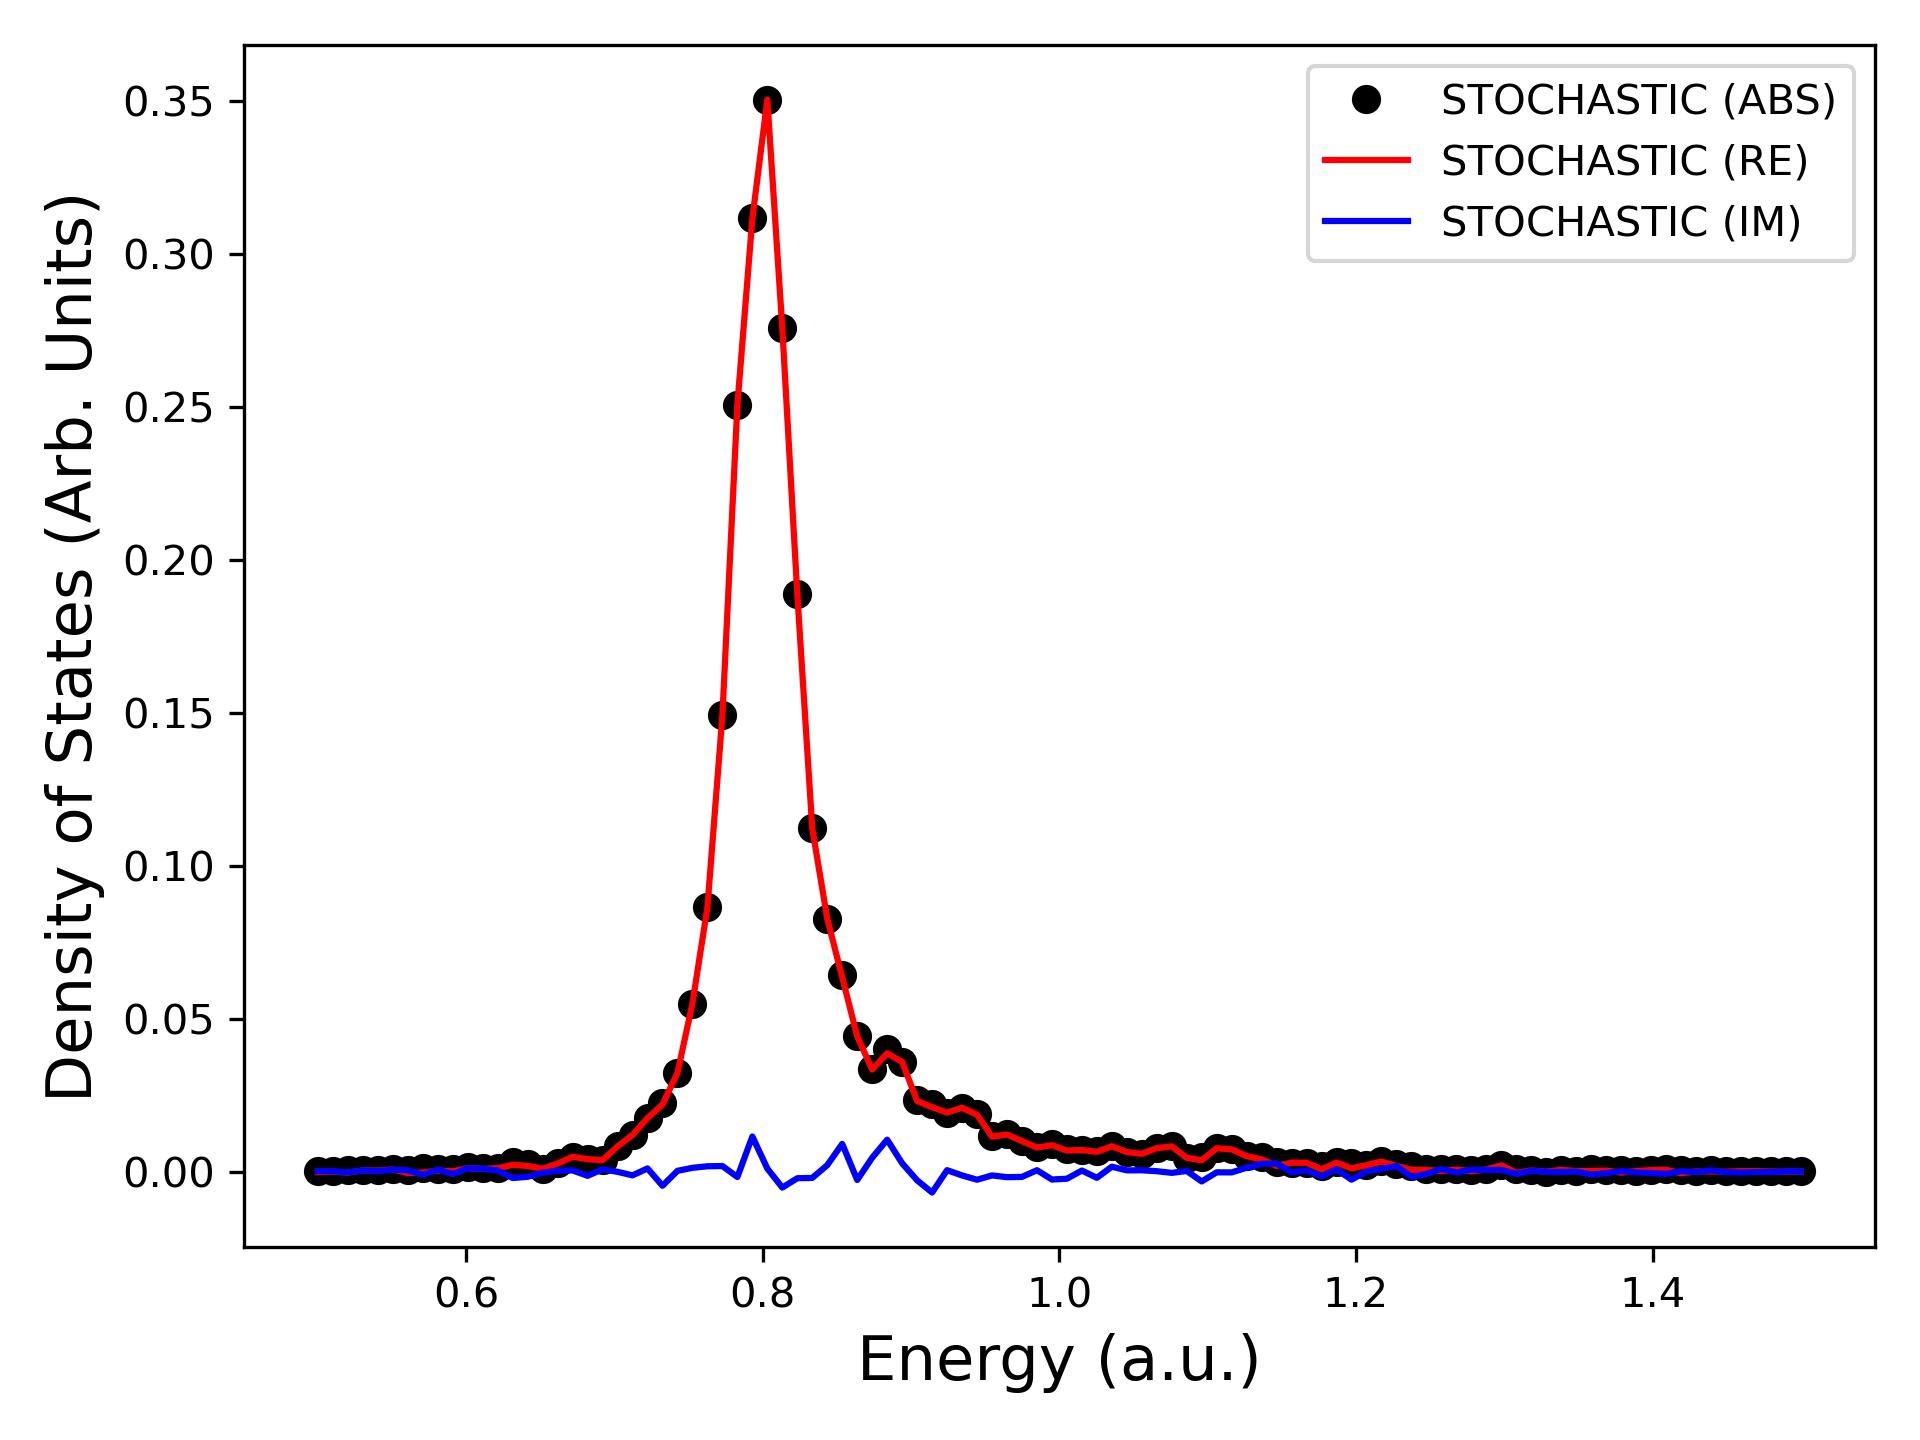 STOCHASTIC (ABS)
STOCHASTIC (RE)
STOCHASTIC (IM)
Density of States (Arb. Units)
0.35
0.30
0.25
0.20
0.15
0.10
0.05
0.00
0.6 0.8 1.0 1.2 1.4
Energy (a.u.)